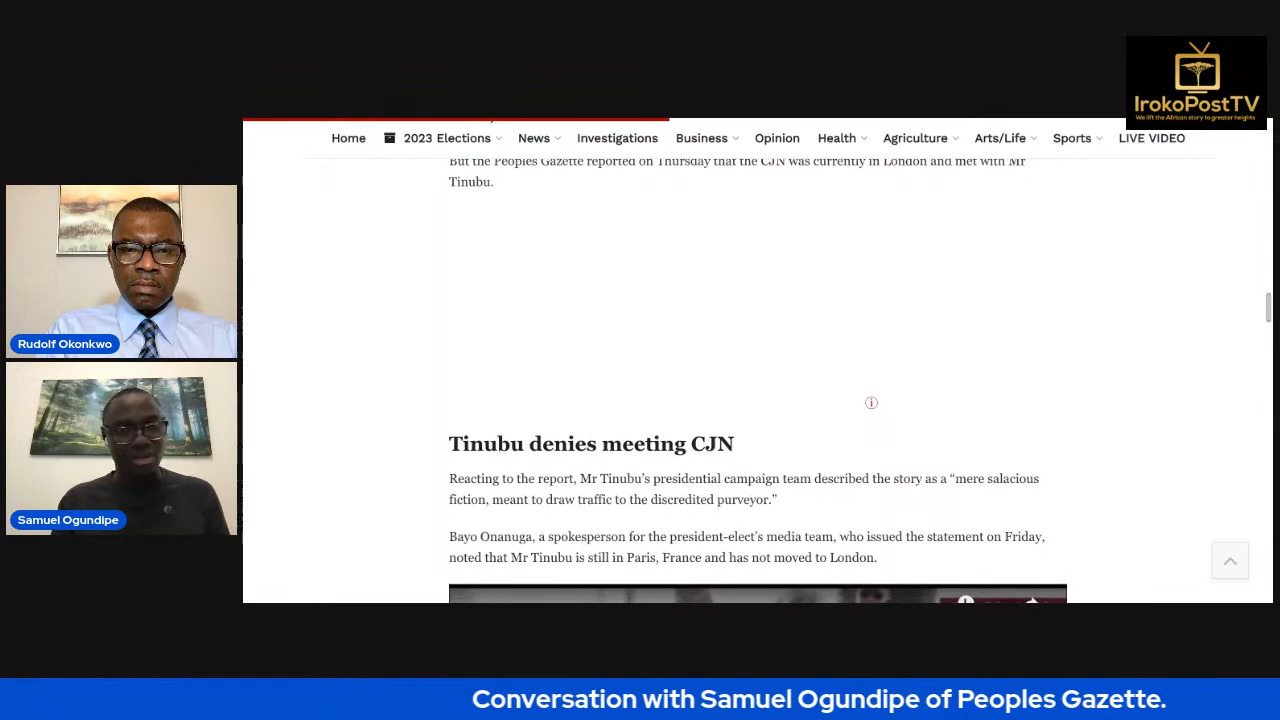 IrokoPostTV
We lift the African story to greater heights
Home 2023 Elections News Investigations Business Opinion Health Agriculture Arts/Life Sports LIVE VIDEO
But the Peoples Gazette reported on Thursday that the CJN was currently in London and met with Mr
Tinubu.
Rudolf Okonkwo
Samuel Ogundipe
Tinubu denies meeting CJN
Reacting to the report, Mr Tinubu’s presidential campaign team described the story as a “mere salacious
fiction, meant to draw traffic to the discredited purveyor.”
Bayo Onanuga, a spokesperson for the president-elect’s media team, who issued the statement on Friday,
noted that Mr Tinubu is still in Paris, France and has not moved to London.
Conversation with Samuel Ogundipe of Peoples Gazette.